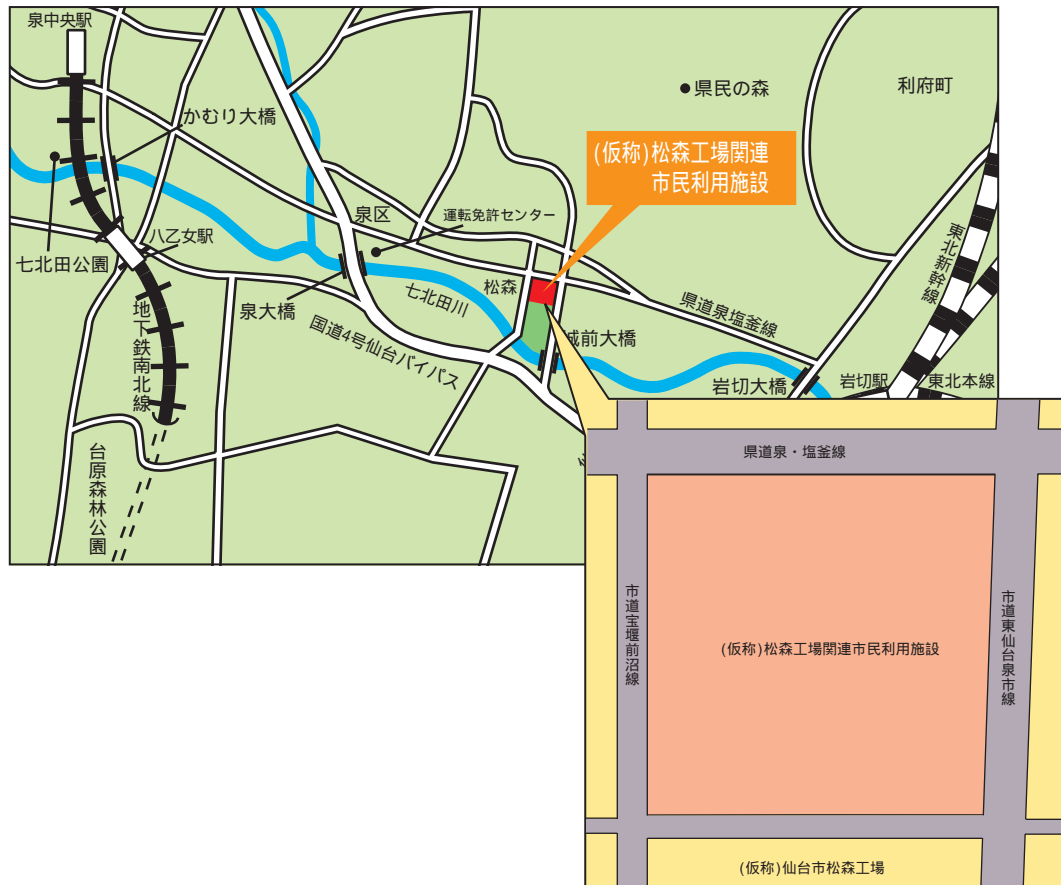 泉中央駅
県民の森
利府町
かむり大橋
(仮称)松森工場関連
市民利用施設
泉区
運転免許センター
八乙女駅
七北田公園
東北新幹線
松森
七北田川
泉大橋
県道泉塩釜線
地下鉄南北線
国道4号仙台バイパス
城前大橋
岩切大橋
岩切駅
東北本線
台原森林公園
県道泉・塩釜線
市道宝堰前沼線
市道東仙台泉市線
(仮称)松森工場関連市民利用施設
(仮称)仙台市松森工場